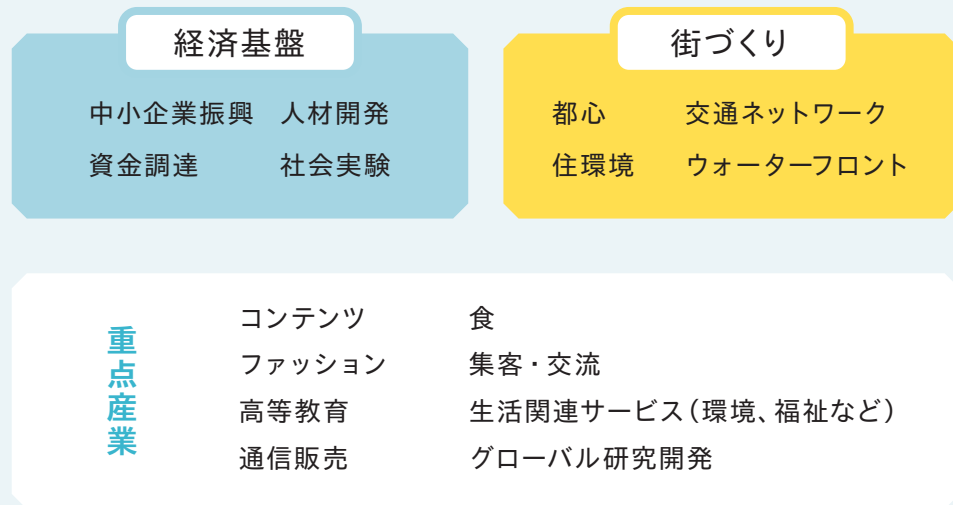 経済基盤
中小企業振興 人材開発
資金調達 社会実験
街づくり
都心 交通ネットワーク
住環境 ウォーターフロント
重点産業
コンテンツ 食
ファッション 集客・交流
高等教育 生活関連サービス(環境、福祉など)
通信販売 グローバル研究開発